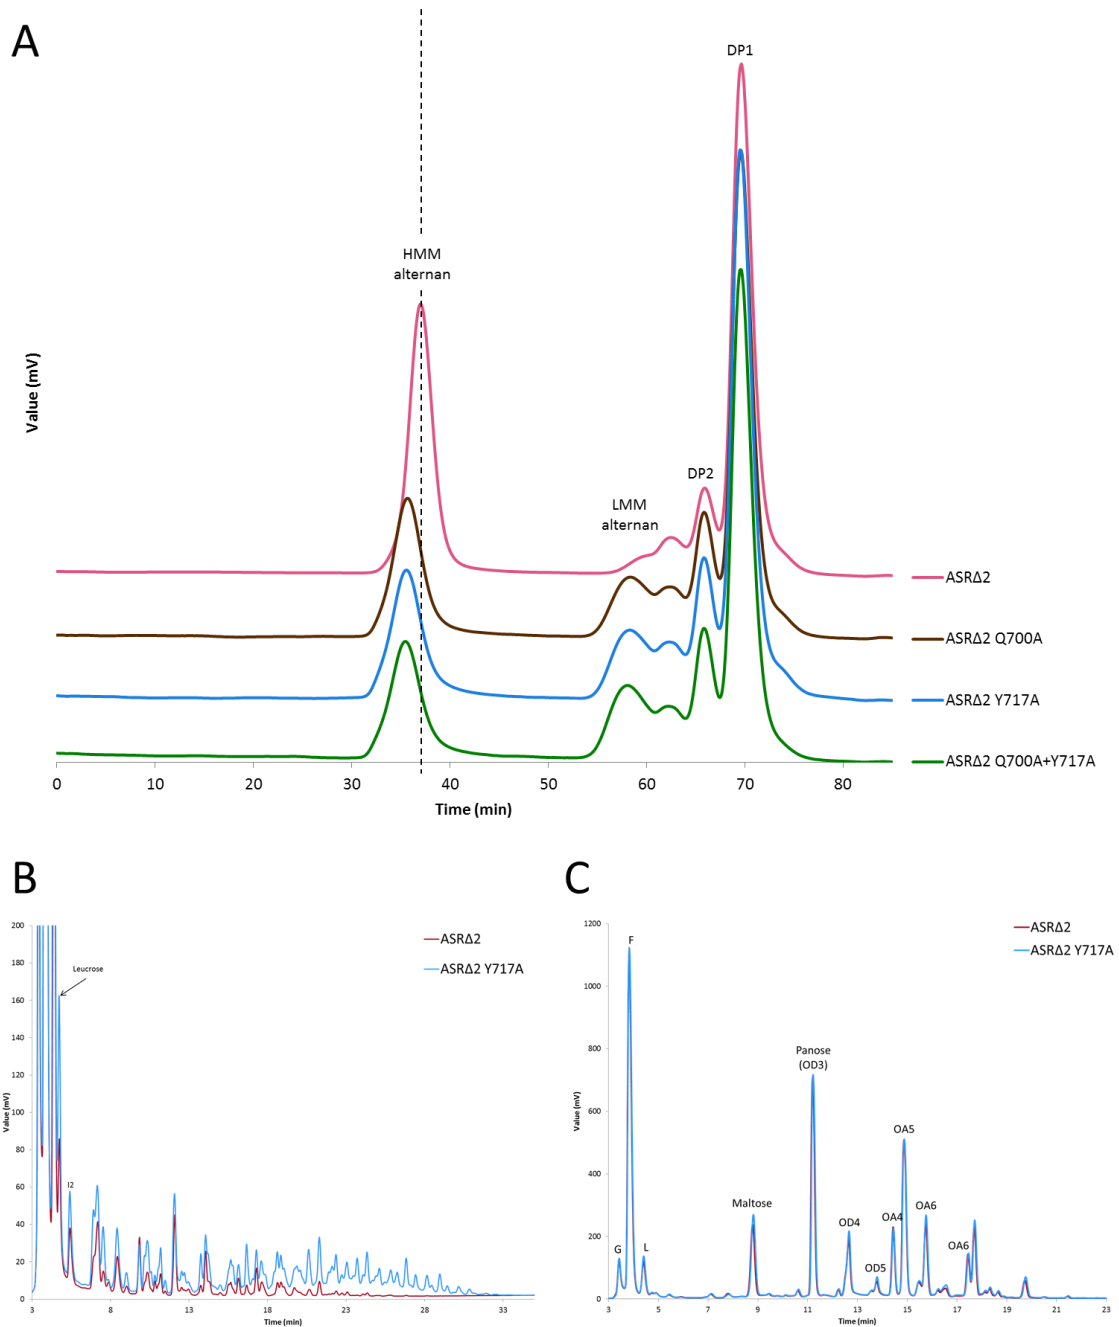 A
DP1
HMM
alternan
Value (mV)
DP2
LMM
alternan
ASRΔ2
ASRΔ2 Q700A
ASRΔ2 Y717A
ASRΔ2 Q700A+Y717A
0 10 20 30 40 50 60 70 80
Time (min)
B
200
180
160
140
120
100
80
60
40
20
0
Value (mV)
Leucrose
I2
ASRΔ2
ASRΔ2 Y717A
3 8 13 18 23 28 33
Time (min)
C
1200
1000
800
600
400
200
0
Value (mV)
F
ASRΔ2
ASRΔ2 Y717A
Panose
(OD3)
OA5
Maltose
OD4
OA4
OA6
G
L
OD5
OA6
3 5 7 9 11 13 15 17 19 21 23
Time (min)